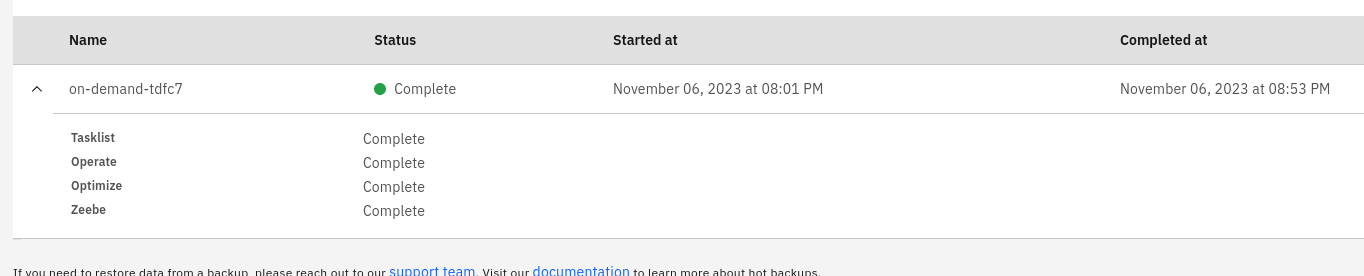 Name Status Started at Completed at
on-demand-tdfc7 Complete November 06, 2023 at 08:01 PM November 06, 2023 at 08:53 PM
Tasklist Complete
Operate Complete
Optimize Complete
Zeebe Complete
If you need to restore data from a backup, please reach out to our support team. Visit our documentation to learn more about hot backups.